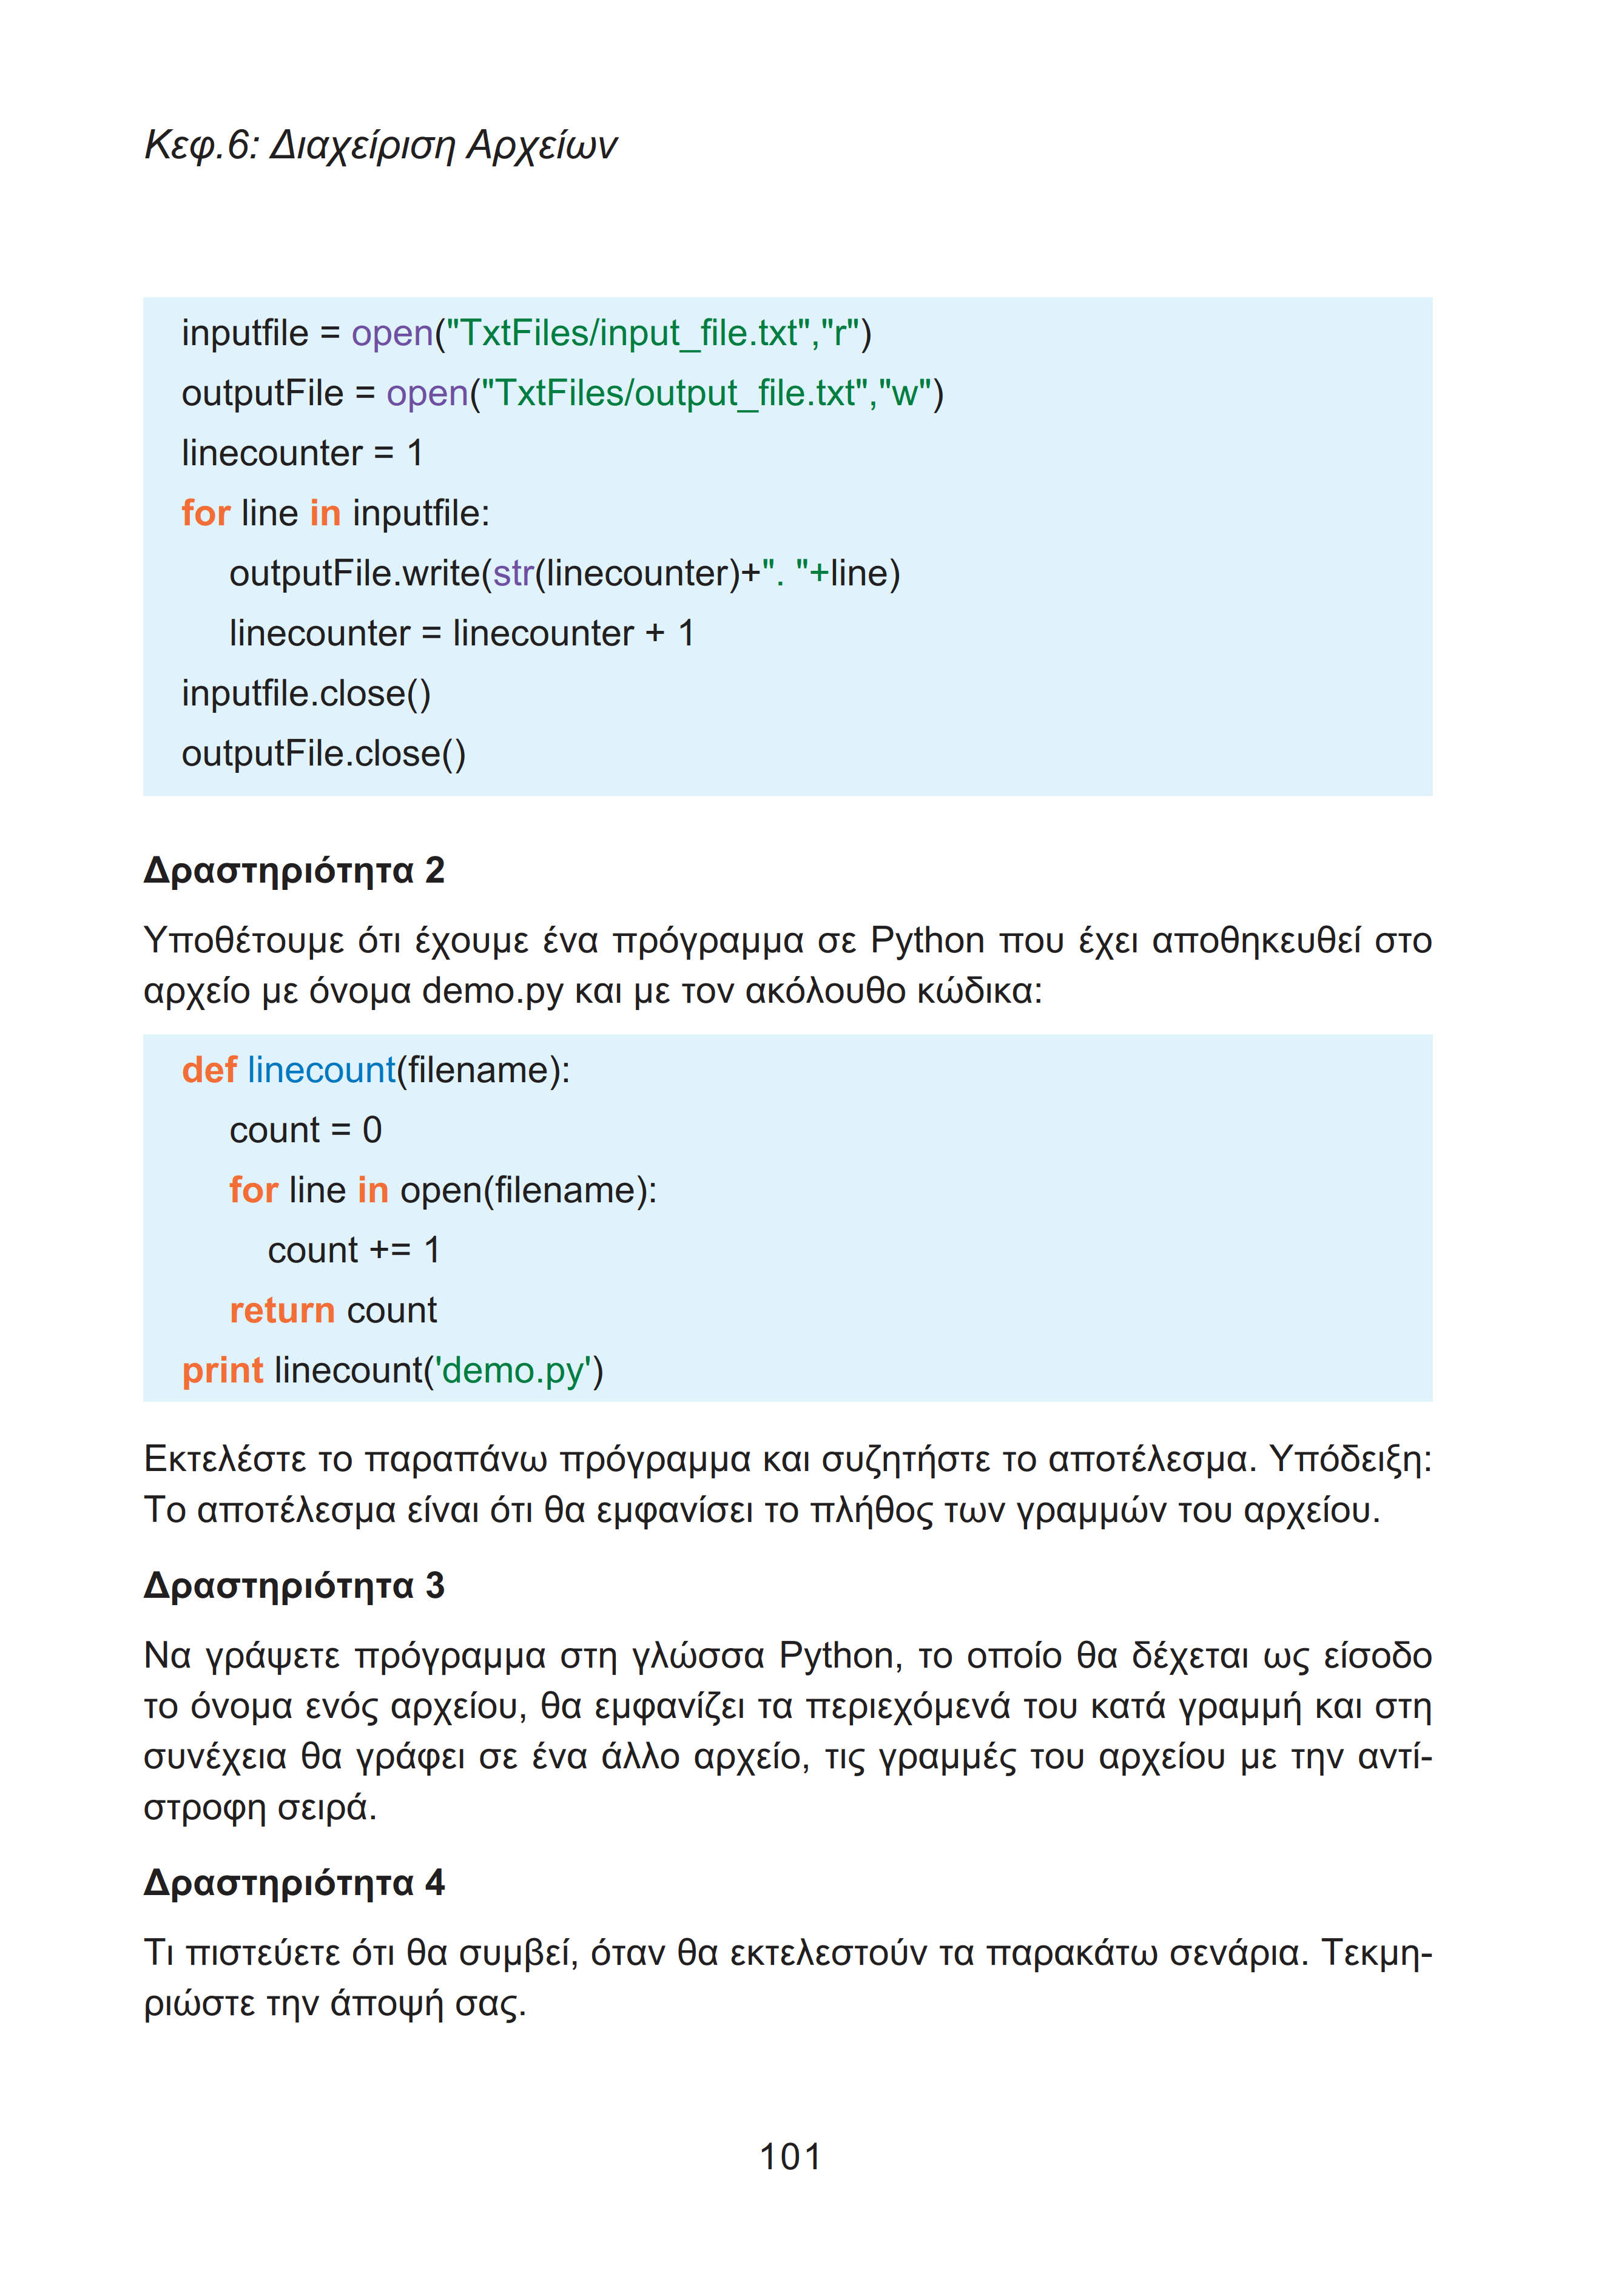 Κεφ.6: Διαχείριση Αρχείων
inputfile = open("TxtFiles/input_file.txt","r")
outputFile = open("TxtFiles/output_file.txt","w")
linecounter = 1
for line in inputfile:
outputFile.write(str(linecounter)+". "+line)
linecounter = linecounter + 1
inputfile.close()
outputFile.close()
Δραστηριότητα 2
Υποθέτουμε ότι έχουμε ένα πρόγραμμα σε Python που έχει αποθηκευθεί στο
αρχείο με όνομα demo.py και με τον ακόλουθο κώδικα:
def linecount(filename):
count = 0
for line in open(filename):
count += 1
return count
print linecount('demo.py')
Εκτελέστε το παραπάνω πρόγραμμα και συζητήστε το αποτέλεσμα. Υπόδειξη:
Το αποτέλεσμα είναι ότι θα εμφανίσει το πλήθος των γραμμών του αρχείου.
Δραστηριότητα 3
Να γράψετε πρόγραμμα στη γλώσσα Python, το οποίο θα δέχεται ως είσοδο
το όνομα ενός αρχείου, θα εμφανίζει τα περιεχόμενά του κατά γραμμή και στη
συνέχεια θα γράφει σε ένα άλλο αρχείο, τις γραμμές του αρχείου με την αντί-
στροφη σειρά.
Δραστηριότητα 4
Τι πιστεύετε ότι θα συμβεί, όταν θα εκτελεστούν τα παρακάτω σενάρια. Τεκμη-
ριώστε την άποψή σας.
101